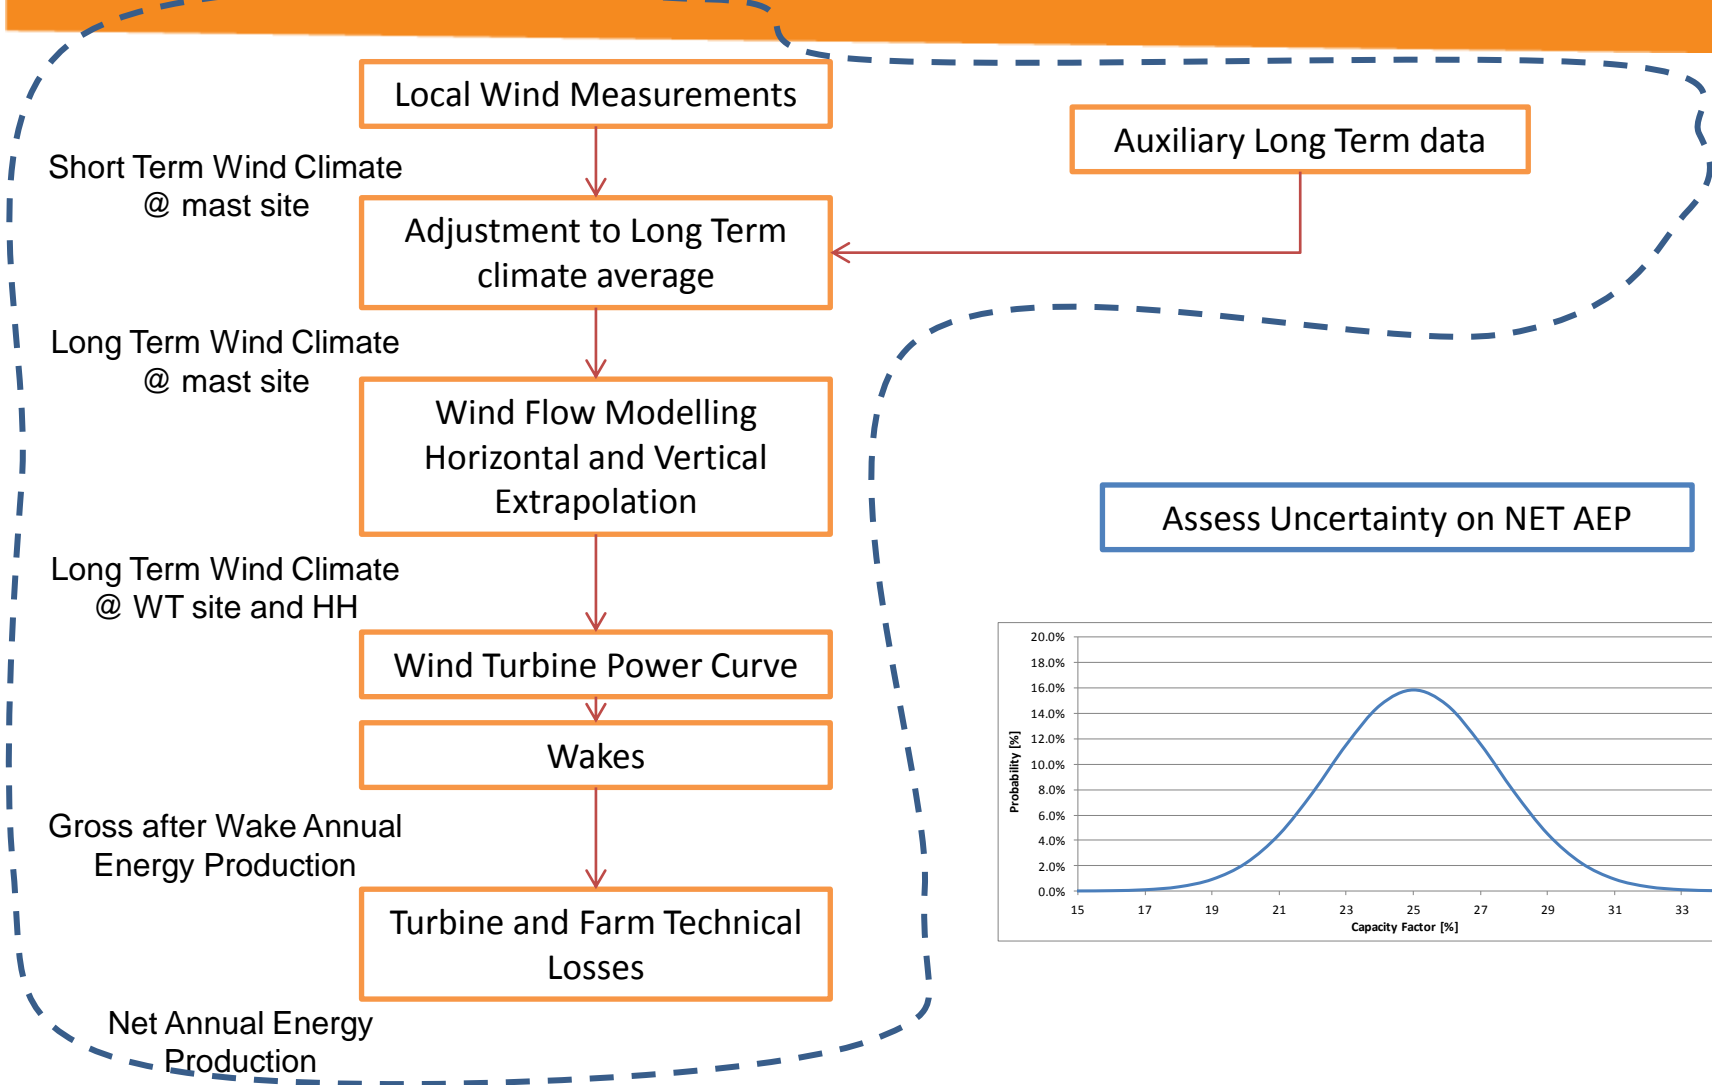 Local Wind Measurements
Auxiliary Long Term data
Short Term Wind Climate
@ mast site
Adjustment to Long Term
climate average
Long Term Wind Climate
@ mast site
Wind Flow Modelling
Horizontal and Vertical
Extrapolation
Assess Uncertainty on NET AEP
Long Term Wind Climate
@ WT site and HH
Wind Turbine Power Curve
Wakes
Gross after Wake Annual
Energy Production
Turbine and Farm Technical
Losses
Net Annual Energy
Production
20.0%
18.0%
16.0%
14.0%
12.0%
10.0%
8.0%
6.0%
4.0%
2.0%
0.0%
Probability [%]
15 17 19 21 23 25 27 29 31 33
Capacity Factor [%]